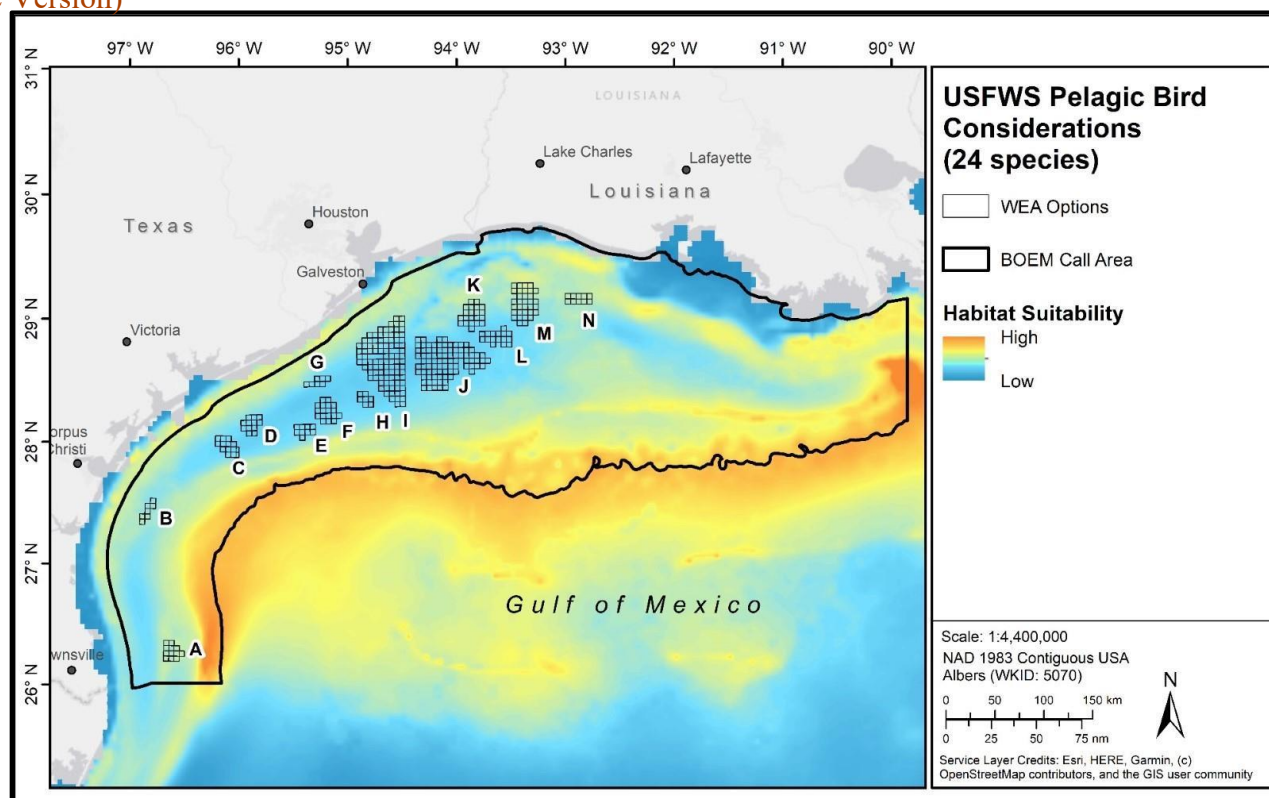 Version)
97° W 96° W 95° W 94° W 93° W 92° W 91° W 90° W
31° N
30° N
29° N
28° N
27° N
26° N
LOUISIANA
Lake Charles
Lafayette
Louisiana
Texas
Houston
Galveston
Victoria
orpus
Christi
wnsville
K
M
N
G
L
J
H I
F
D
E
C
B
A
Gulf of Mexico
USFWS Pelagic Bird
Considerations
(24 species)
WEA Options
BOEM Call Area
Habitat Suitability
High
Low
Scale: 1:4,400,000
NAD 1983 Contiguous USA
Albers (WKID: 5070)
N
0 50 100 150 km
0 25 50 75 nm
Service Layer Credits: Esri, HERE, Garmin, (c)
OpenStreetMap contributors, and the GIS user community